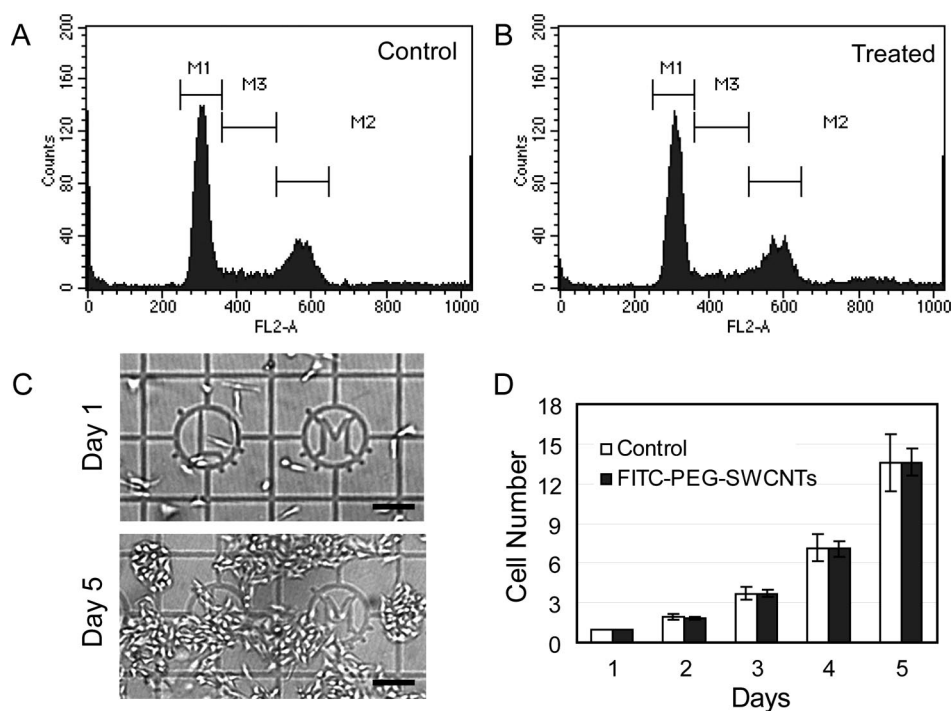 A
Control
M1
M3
M2
200
160
120
80
40
0
Counts
0 200 400 600 800 1000
FL2-A
B
Treated
M1
M3
M2
200
160
120
80
40
0
Counts
0 200 400 600 800 1000
FL2-A
C
Day 1
M
Day 5
M
D
18
15
12
9
6
3
0
Cell Number
Control
FITC-PEG-SWCNTs
1 2 3 4 5
Days